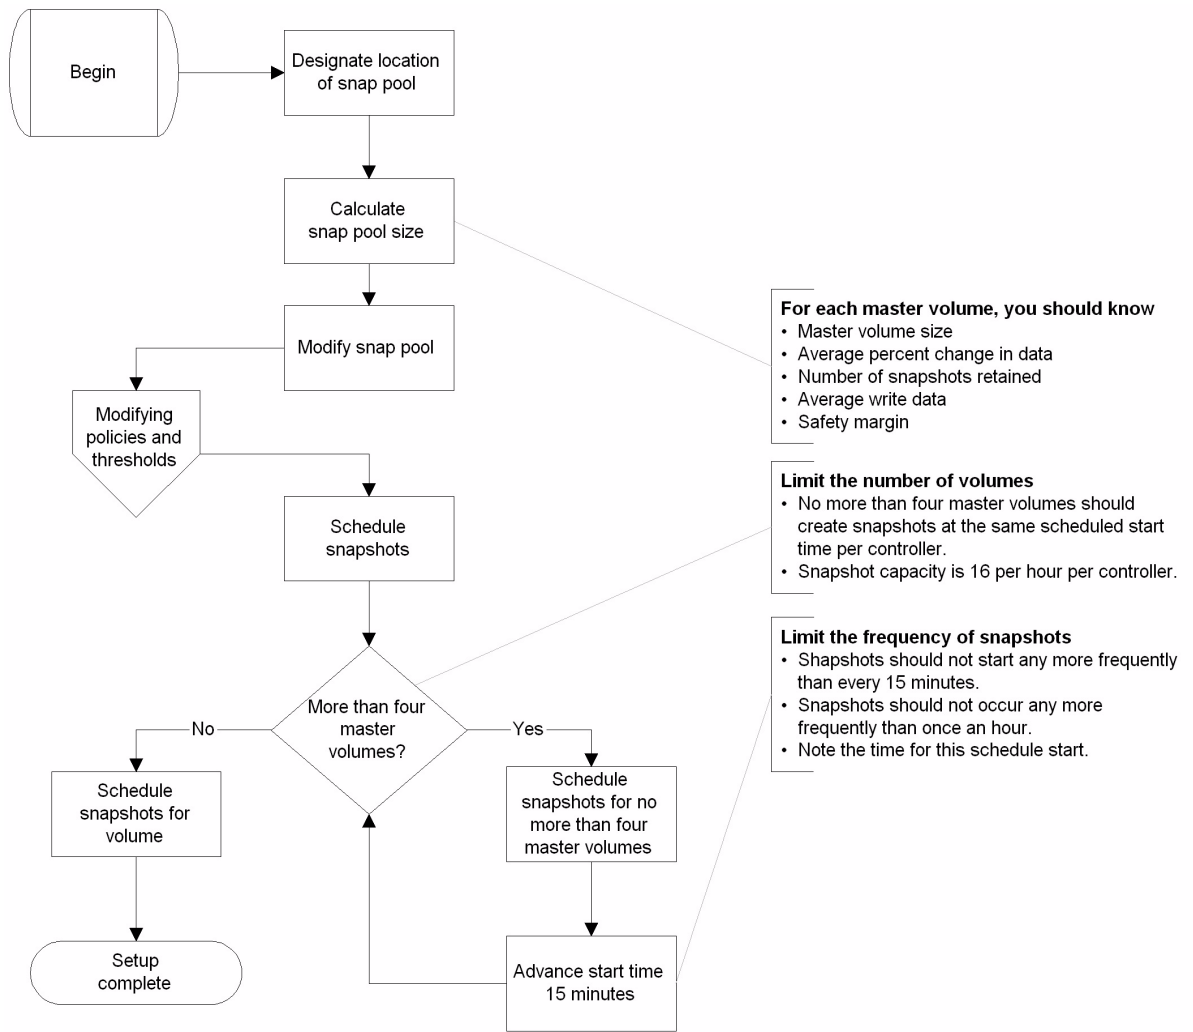 Begin
Designate location
of snap pool
Calculate
snap pool size
Modify snap pool
Modifying
policies and
thresholds
Schedule
snapshots
More than four
master
volumes?
No
Yes
Schedule
snapshots for
volume
Schedule
snapshots for no
more than four
master volumes
Setup
complete
Advance start time
15 minutes
For each master volume, you should know
• Master volume size
• Average percent change in data
• Number of snapshots retained
• Average write data
• Safety margin
Limit the number of volumes
• No more than four master volumes should
create snapshots at the same scheduled start
time per controller.
• Snapshot capacity is 16 per hour per controller.
Limit the frequency of snapshots
• Shapshots should not start any more frequently
than every 15 minutes.
• Snapshots should not occur any more
frequently than once an hour.
• Note the time for this schedule start.